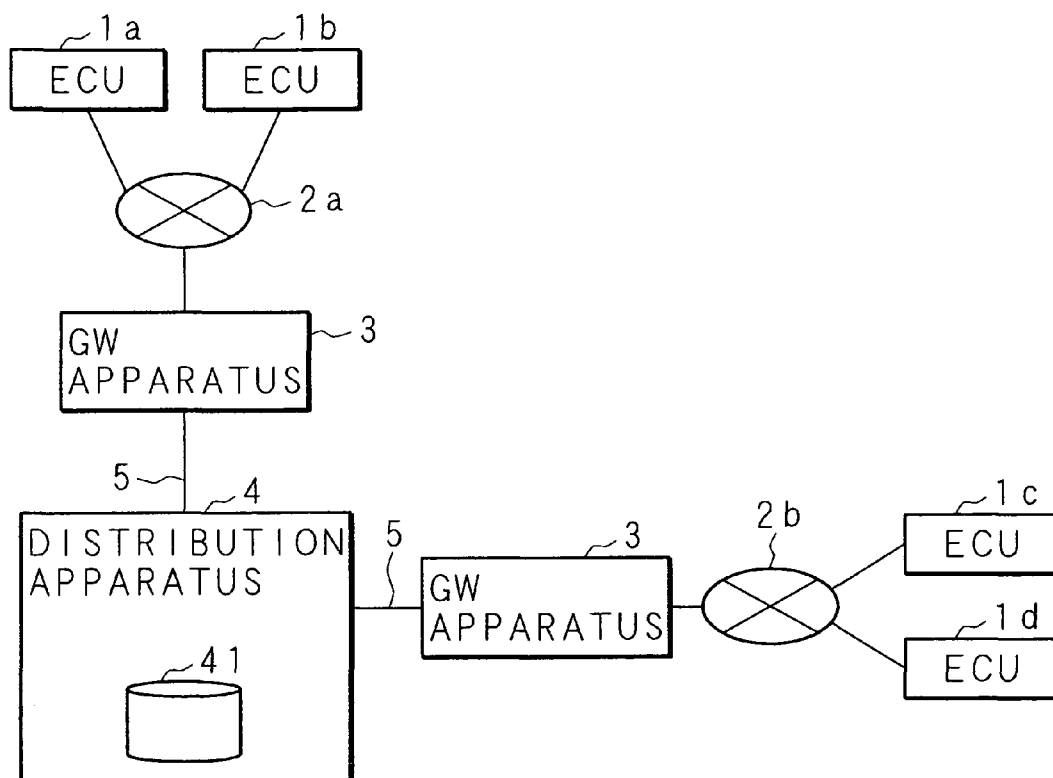 1a
1b
ECU
ECU
2a
3
GW
APPARATUS
5
4
DISTRIBUTION
APPARATUS
41
5
3
GW
APPARATUS
2b
1c
ECU
1d
ECU